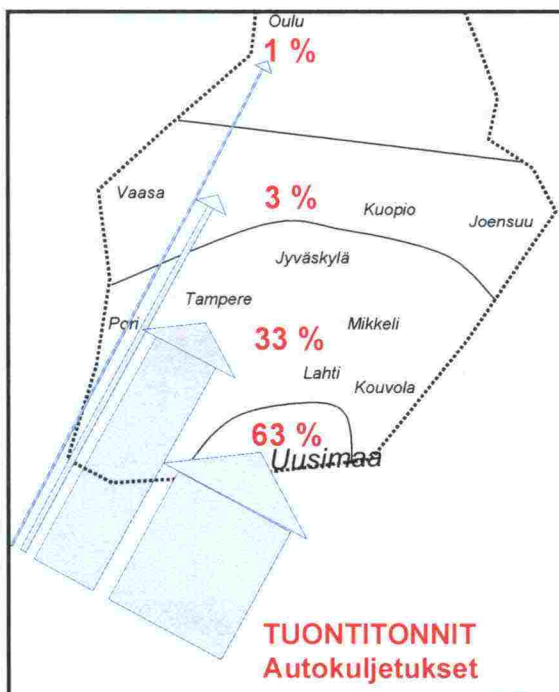 Oulu
1 %
Vaasa
3 %
Kuopio
Joensuu
Jyväskylä
Tampere
Pori
33 %
Mikkeli
Lahti
Kouvola
63 %
Uusimaa
TUONTITONNIT
Autokuljetukset